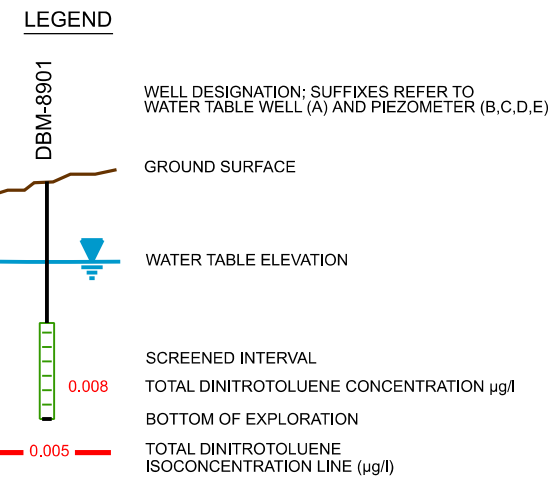 LEGEND
DBM-8901
WELL DESIGNATION; SUFFIXES REFER TO
WATER TABLE WELL (A) AND PIEZOMETER (B,C,D,E)
GROUND SURFACE
WATER TABLE ELEVATION
SCREENED INTERVAL
0.008
TOTAL DINITROTOLUENE CONCENTRATION µg/l
BOTTOM OF EXPLORATION
0.005
TOTAL DINITROTOLUENE
ISOCONCENTRATION LINE (µg/l)